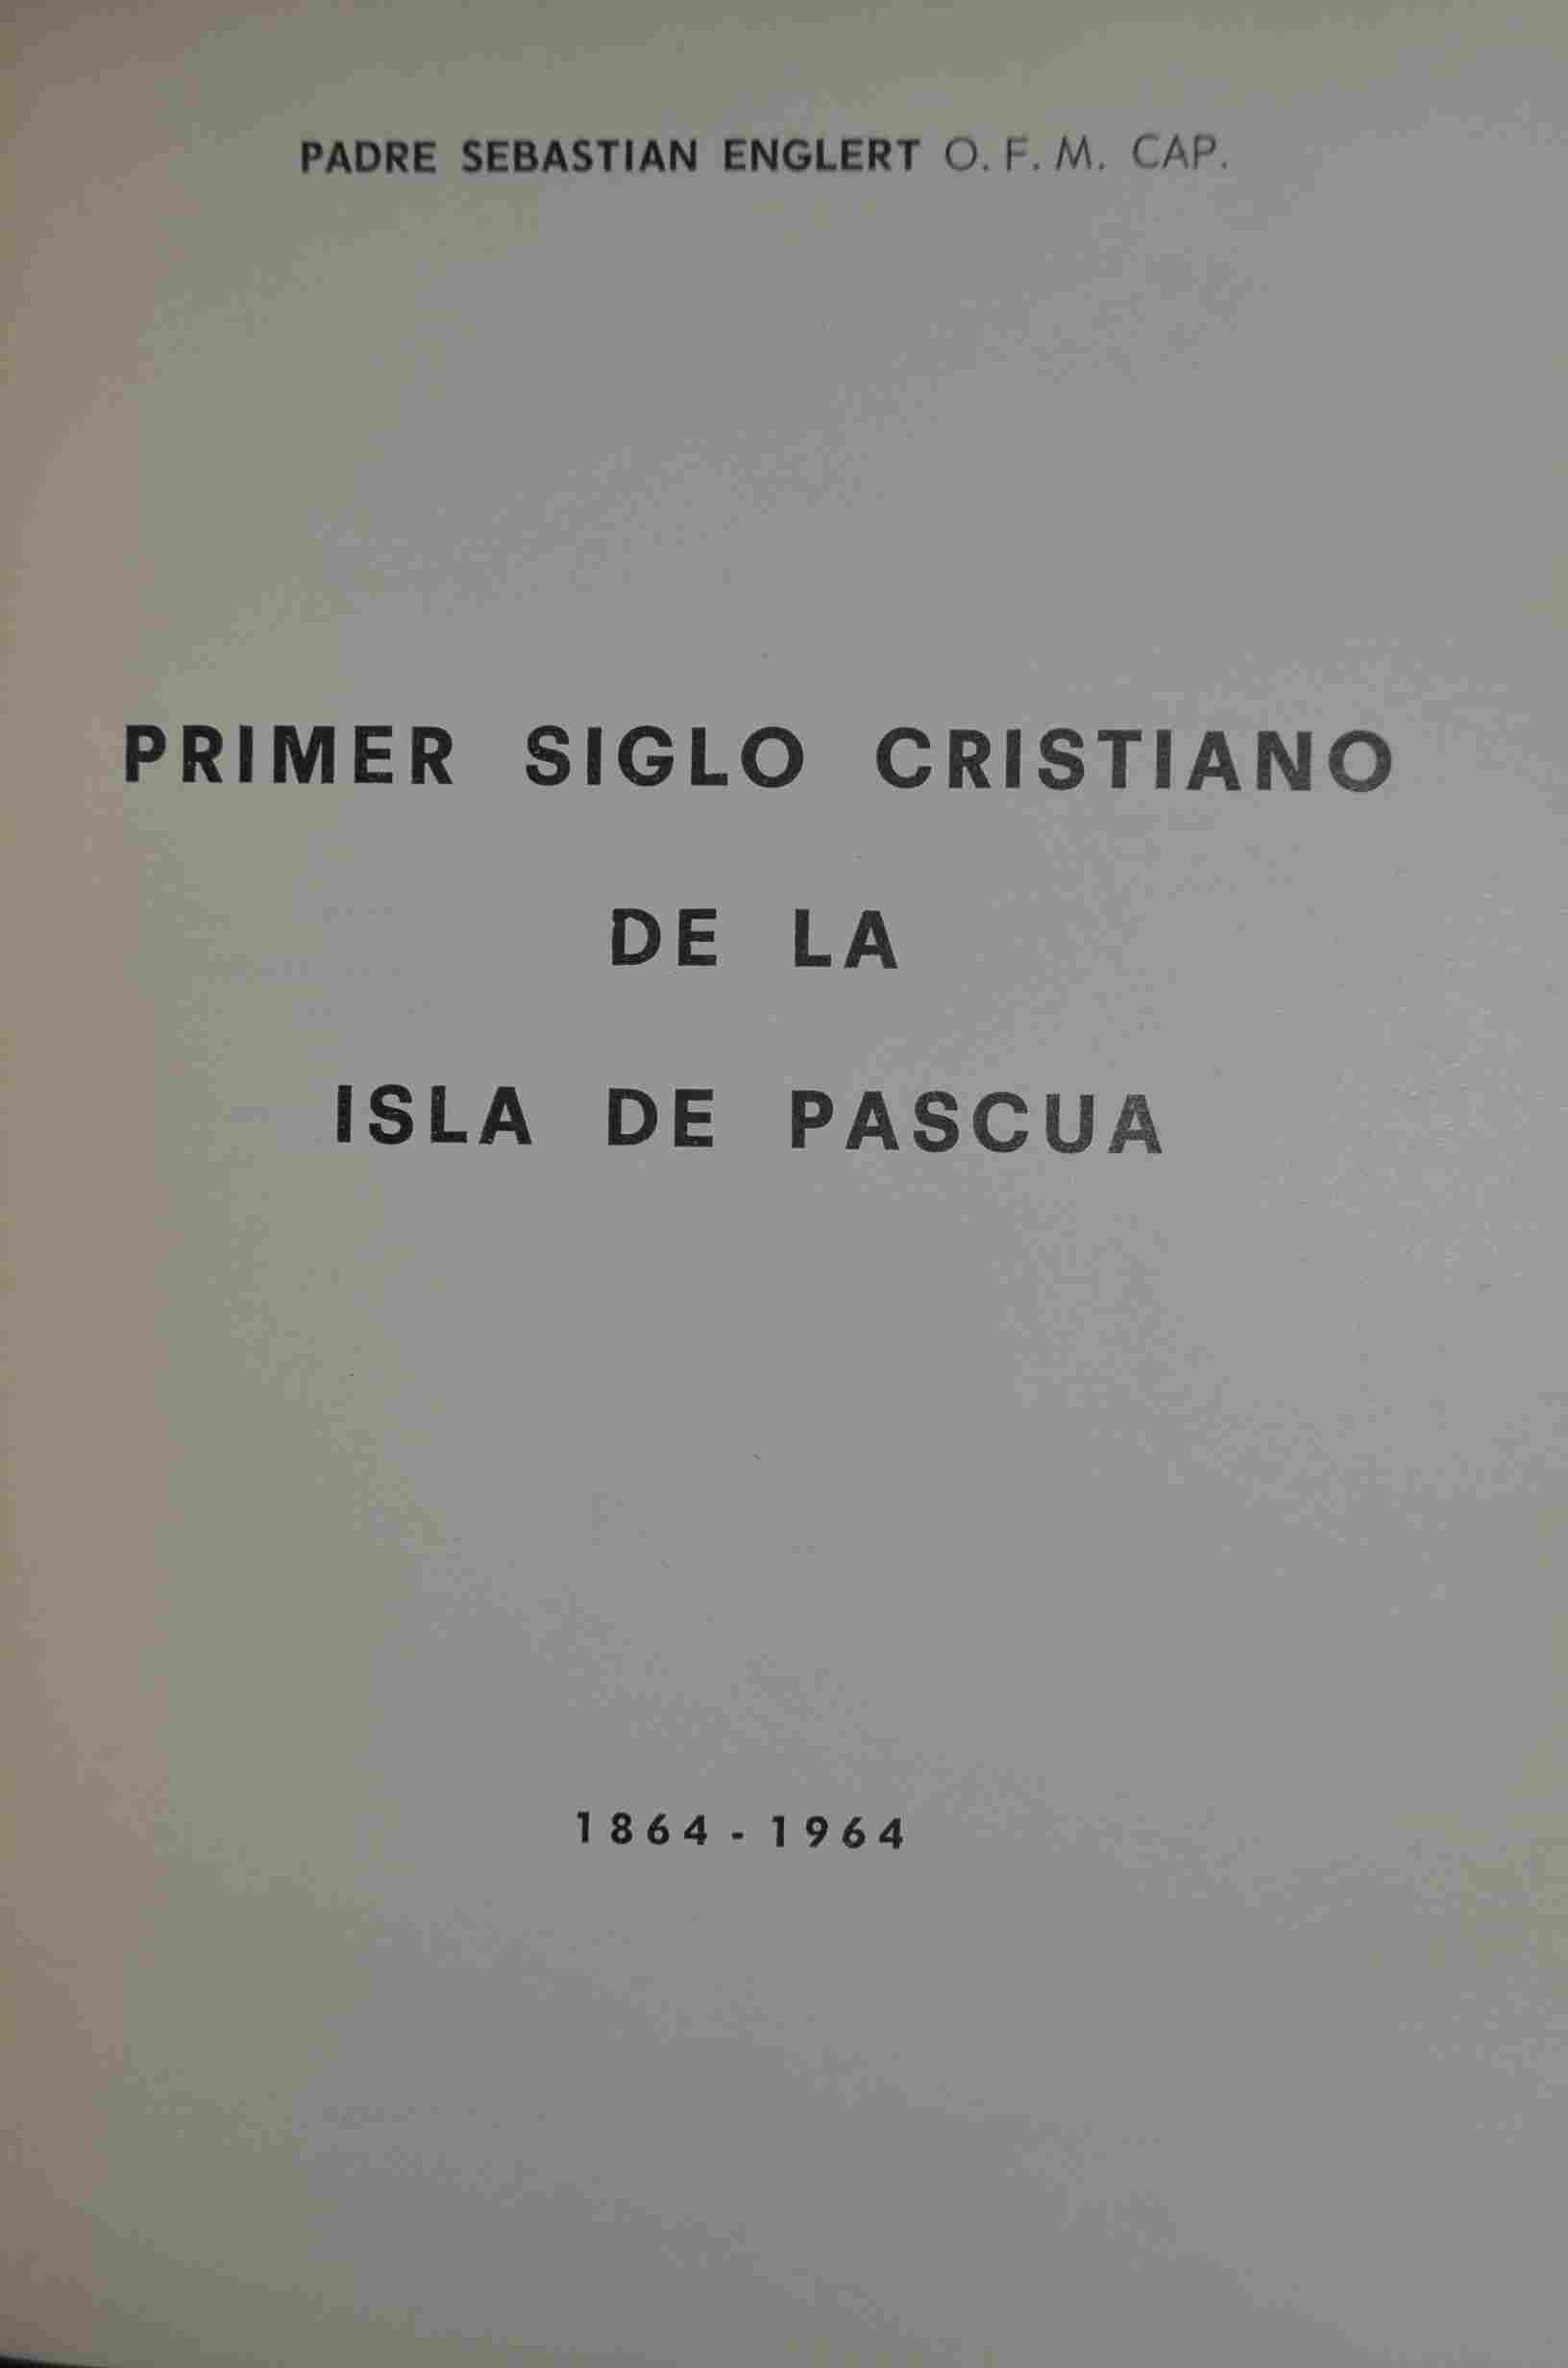 PADRE SEBASTIAN ENGLERT O. F. M. CAP.
PRIMER SIGLO CRISTIANO
DE LA
ISLA DE PASCUA
1864 - 1964